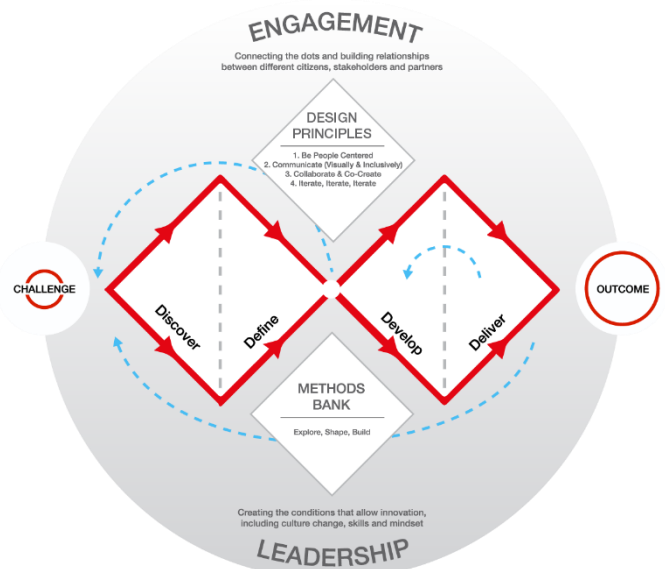 ENGAGEMENT
Connecting the dots and building relationships
between different citizens, stakeholders and partners
DESIGN
PRINCIPLES
1. Be People Centered
2. Communicate (Visually & Inclusively)
3. Collaborate & Co-Create
4. Iterate, Iterate, Iterate
CHALLENGE
OUTCOME
Discover
Define
Develop
Deliver
METHODS
BANK
Explore, Shape, Build
Creating the conditions that allow innovation,
including culture change, skills and mindset
LEADERSHIP